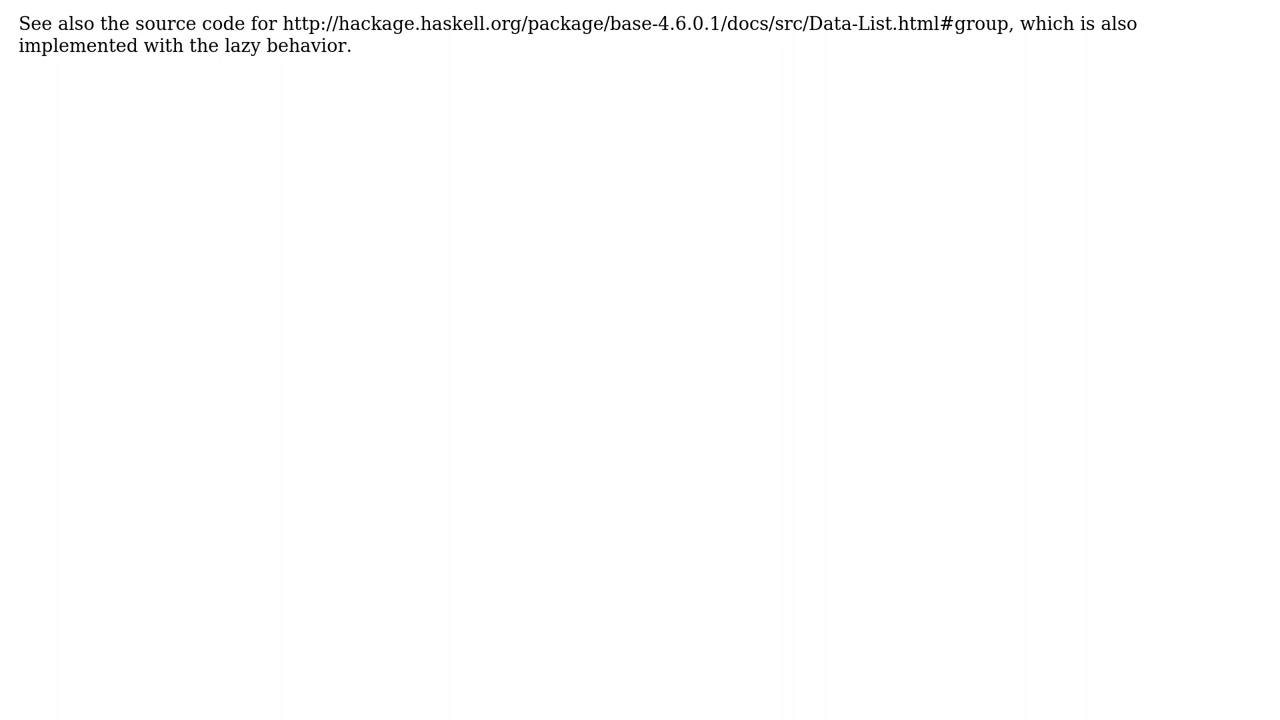 See also the source code for http://hackage.haskell.org/package/base-4.6.0.1/docs/src/Data-List.html#group, which is also
implemented with the lazy behavior.